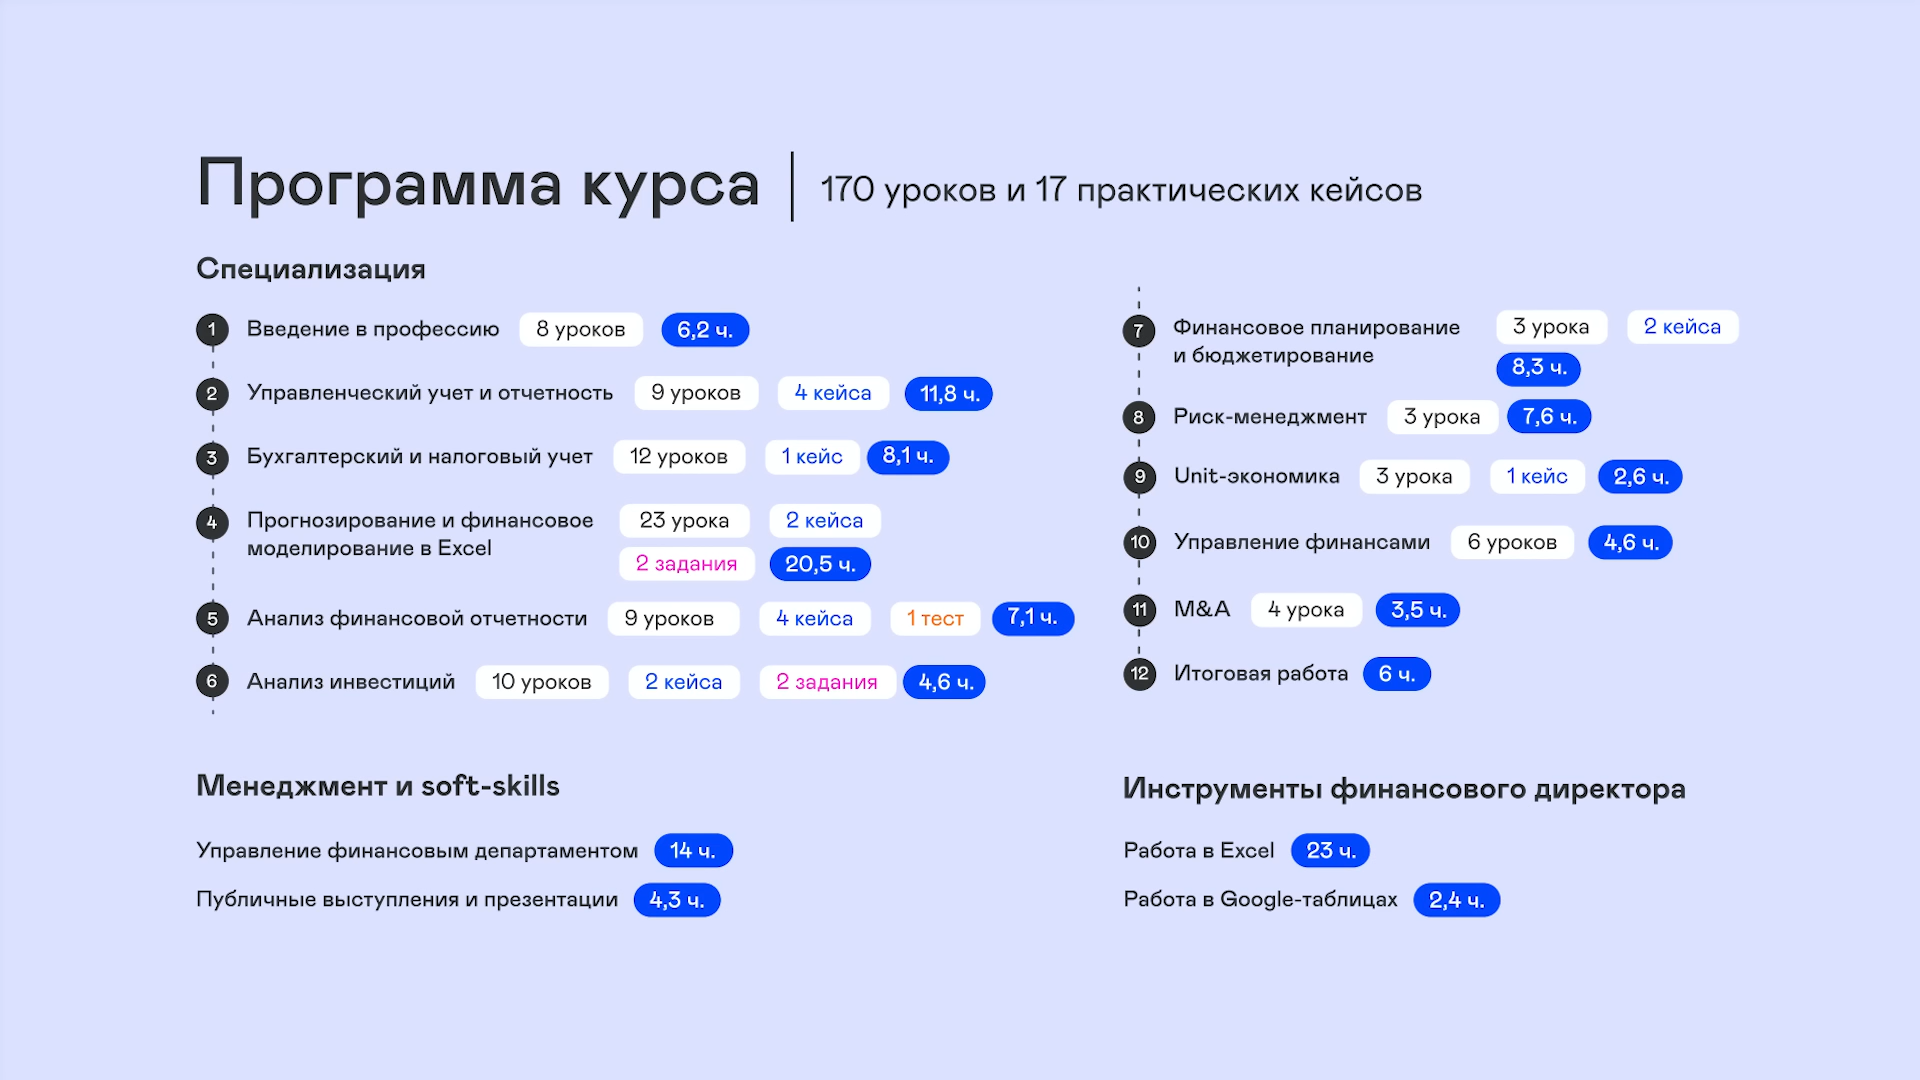 Программа курса | 170 уроков и 17 практических кейсов
Специализация
1 Введение в профессию 8 уроков 6,2 ч.
2 Управленческий учет и отчетность 9 уроков 4 кейса 11,8 ч.
3 Бухгалтерский и налоговый учет 12 уроков 1 кейс 8,1 ч.
4 Прогнозирование и финансовое 23 урока 2 кейса
моделирование в Excel 2 задания 20,5 ч.
5 Анализ финансовой отчетности 9 уроков 4 кейса 1 тест 7,1 ч.
6 Анализ инвестиций 10 уроков 2 кейса 2 задания 4,6 ч.
7 Финансовое планирование 3 урока 2 кейса
и бюджетирование 8,3 ч.
8 Риск-менеджмент 3 урока 7,6 ч.
9 Unit-экономика 3 урока 1 кейс 2,6 ч.
10 Управление финансами 6 уроков 4,6 ч.
11 M&A 4 урока 3,5 ч.
12 Итоговая работа 6 ч.
Менеджмент и soft-skills
Управление финансовым департаментом 14 ч.
Публичные выступления и презентации 4,3 ч.
Инструменты финансового директора
Работа в Excel 23 ч.
Работа в Google-таблицах 2,4 ч.